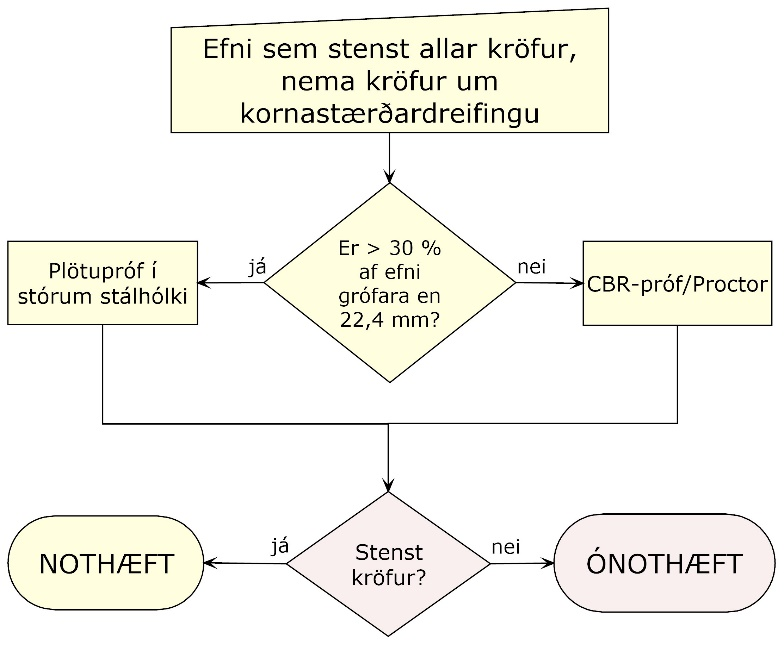 Efni sem stenst allar kröfur,
nema kröfur um
kornastærðardreifingu
Er > 30 %
af efni
grófara en
22,4 mm?
já
nei
Plötupróf í
stórum stálhólki
CBR-próf/Proctor
Stenst
kröfur?
já
nei
NOTHÆFT
ÓNOTHÆFT